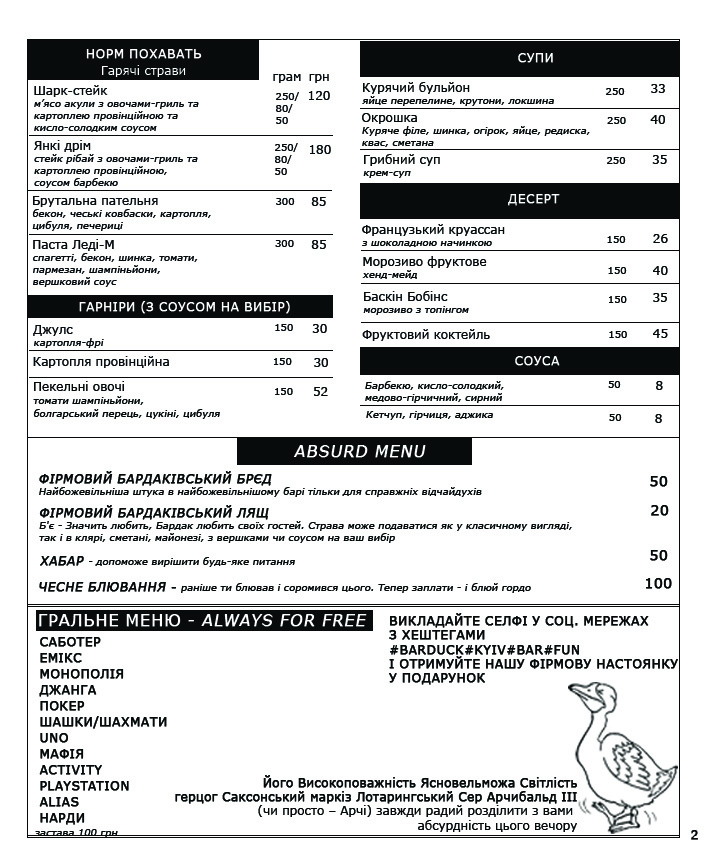 НОРМ ПОХАВАТЬ
Гарячі страви
грам грн
Шарк-стейк 250/ 120
м'ясо акули з овочами-гриль та 80/
картоплею провінційною та 50
кисло-солодким соусом
Янкі дрім 250/ 180
стейк рібай з овочами-гриль та 80/
картоплею провінційною, 50
соусом барбекю
Брутальна пательня 300 85
бекон, чеські ковбаски, картопля,
цибуля, печериці
Паста Леді-М 300 85
спагетті, бекон, шинка, томати,
пармезан, шампіньйони,
вершковий соус
ГАРНІРИ (З СОУСОМ НА ВИБІР)
Джулс 150 30
картопля-фрі
Картопля провінційна 150 30
Пекельні овочі 150 52
томати шампіньйони,
болгарський перець, цукіні, цибуля
СУПИ
Курячий бульйон 250 33
яйце перепелине, крутони, локшина
Окрошка 250 40
Куряче філе, шинка, огірок, яйце, редиска,
квас, сметана
Грибний суп 250 35
крем-суп
ДЕСЕРТ
Французький круассан 150 26
з шоколадною начинкою
Морозиво фруктове 150 40
хенд-мейд
Баскін Бобінс 150 35
морозиво з топінгом
Фруктовий коктейль 150 45
СОУСА
Барбекю, кисло-солодкий, 50 8
медово-гірчичний, сирний
Кетчуп, гірчиця, аджика 50 8
ABSURD MENU
ФІРМОВИЙ БАРДАКІВСЬКИЙ БРЄД 50
Найбожевільніша штука в найбожевільнішому барі тільки для справжніх відчайдухів
ФІРМОВИЙ БАРДАКІВСЬКИЙ ЛЯЩ 20
Б'є - Значить любить, Бардак любить своїх гостей. Страва може подаватися як у класичному вигляді,
так і в клярі, сметані, майонезі, з вершками чи соусом на ваш вибір
ХАБАР - допоможе вирішити будь-яке питання 50
ЧЕСНЕ БЛЮВАННЯ - раніше ти блював і соромився цього. Тепер заплати - і блюй гордо 100
ГРАЛЬНЕ МЕНЮ - ALWAYS FOR FREE
САБОТЕР
ЕМІКС
МОНОПОЛІЯ
ДЖАНГА
ПОКЕР
ШАШКИ/ШАХМАТИ
UNO
МАФІЯ
ACTIVITY
PLAYSTATION
ALIAS
НАРДИ
застава 100 грн
ВИКЛАДАЙТЕ СЕЛФІ У СОЦ. МЕРЕЖАХ
З ХЕШТЕГАМИ
#BARDUCK#KYIV#BAR#FUN
І ОТРИМУЙТЕ НАШУ ФІРМОВУ НАСТОЯНКУ
У ПОДАРУНОК
Його Високоповажність Ясновельможа Світлість
герцог Саксонський маркіз Лотарингський Сер Арчибальд III
(чи просто – Арчі) завжди радий розділити з вами
абсурдність цього вечору
2